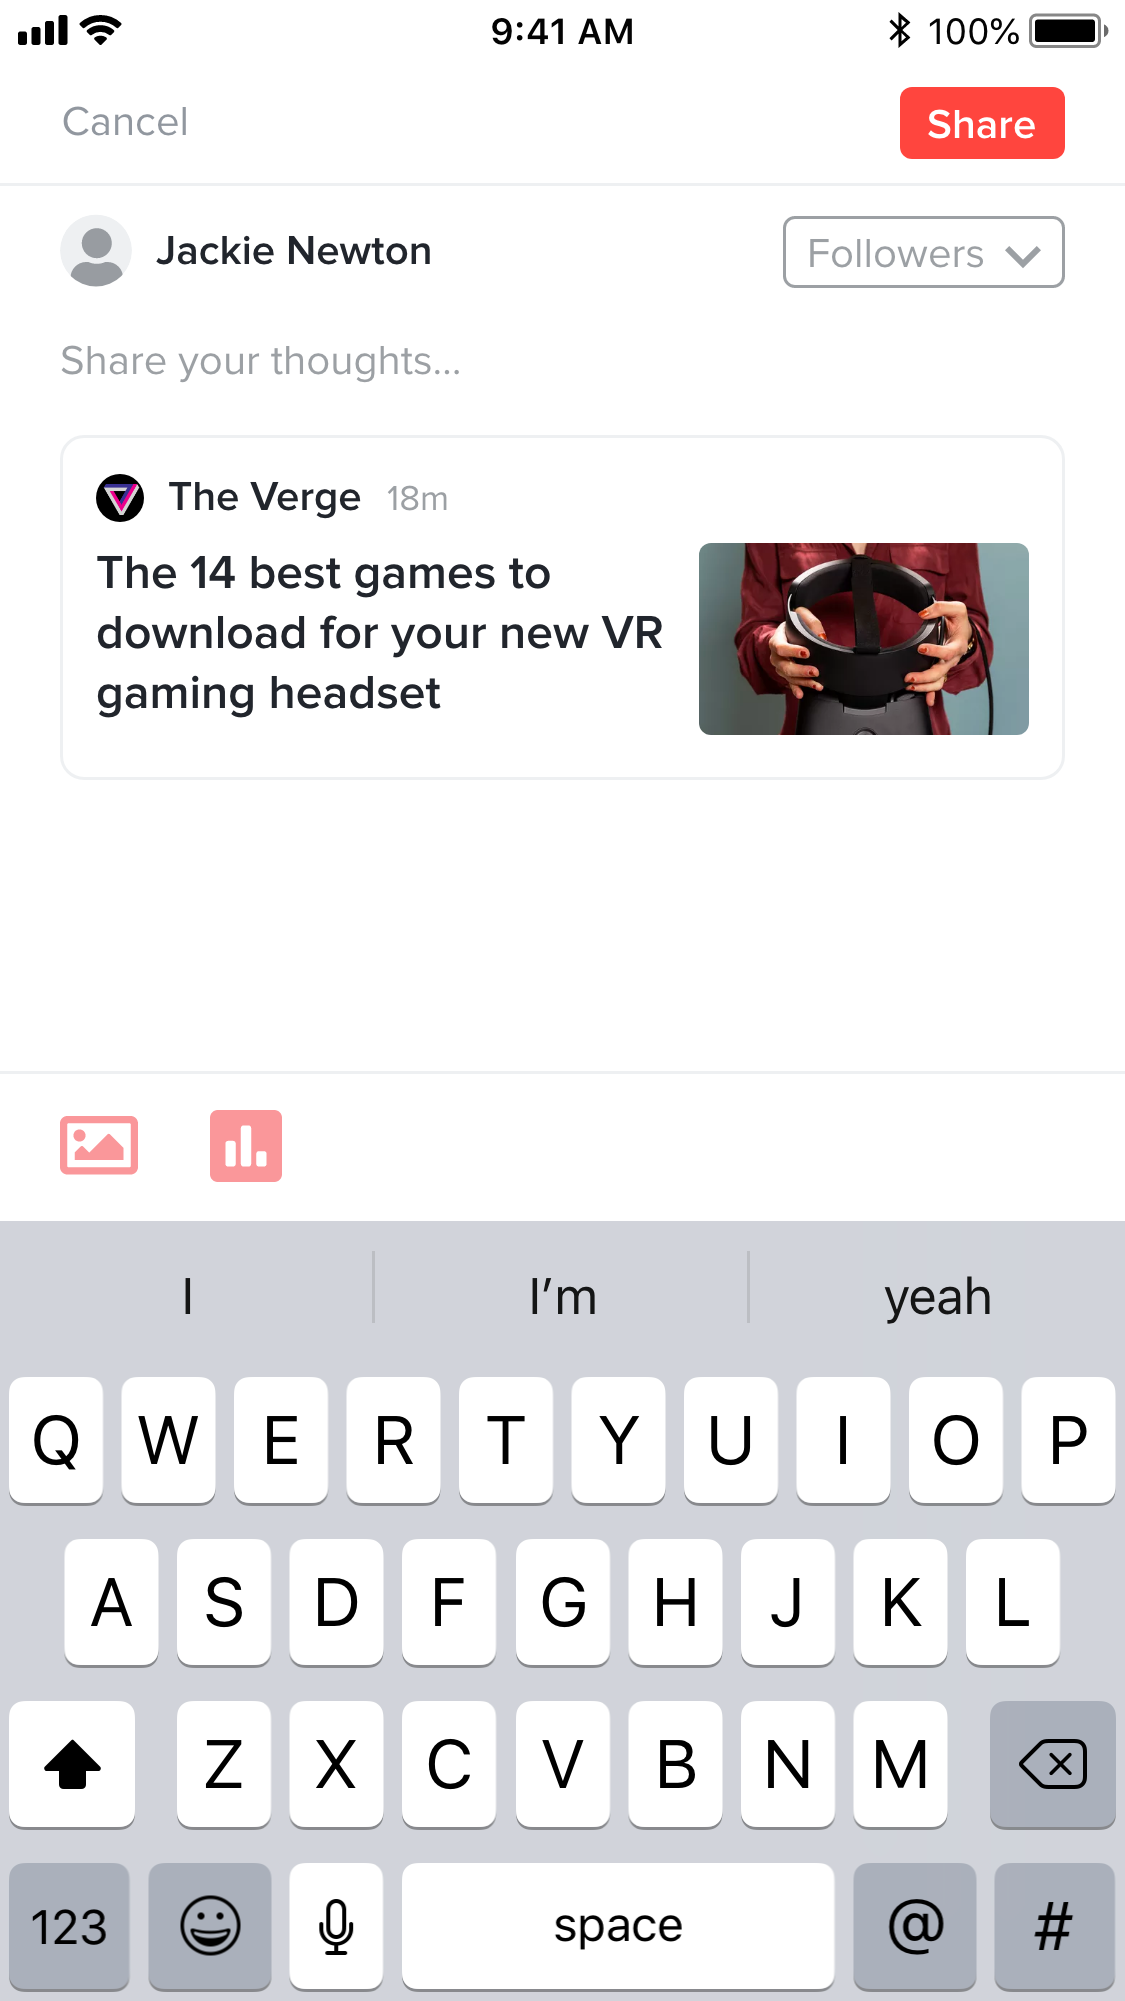 9:41 AM 100%
Cancel Share
Jackie Newton Followers
Share your thoughts...
The Verge 18m
The 14 best games to
download for your new VR
gaming headset
I I’m yeah
Q W E R T Y U I O P
A S D F G H J K L
Z X C V B N M
123 space @ #